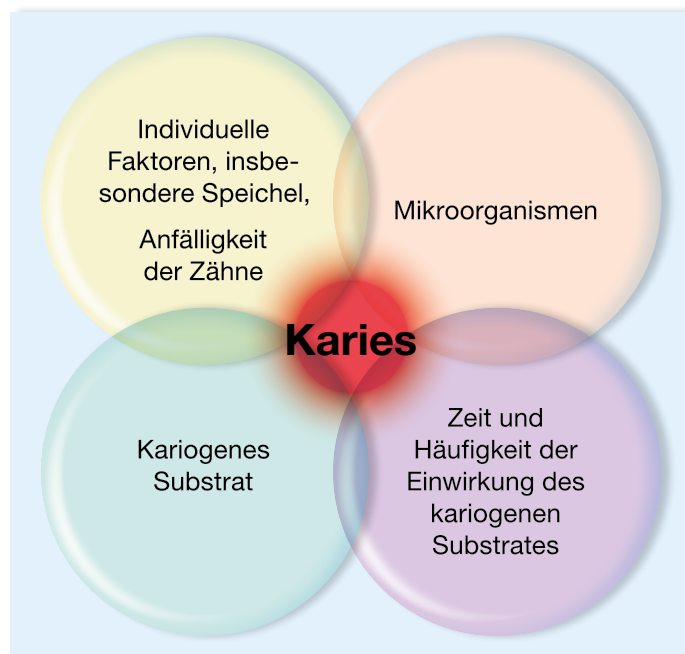 Individuelle
Faktoren, insbe-
sondere Speichel,
Anfälligkeit
der Zähne
Mikroorganismen
Karies
Kariogenes
Substrat
Zeit und
Häufigkeit der
Einwirkung des
kariogenen
Substrates